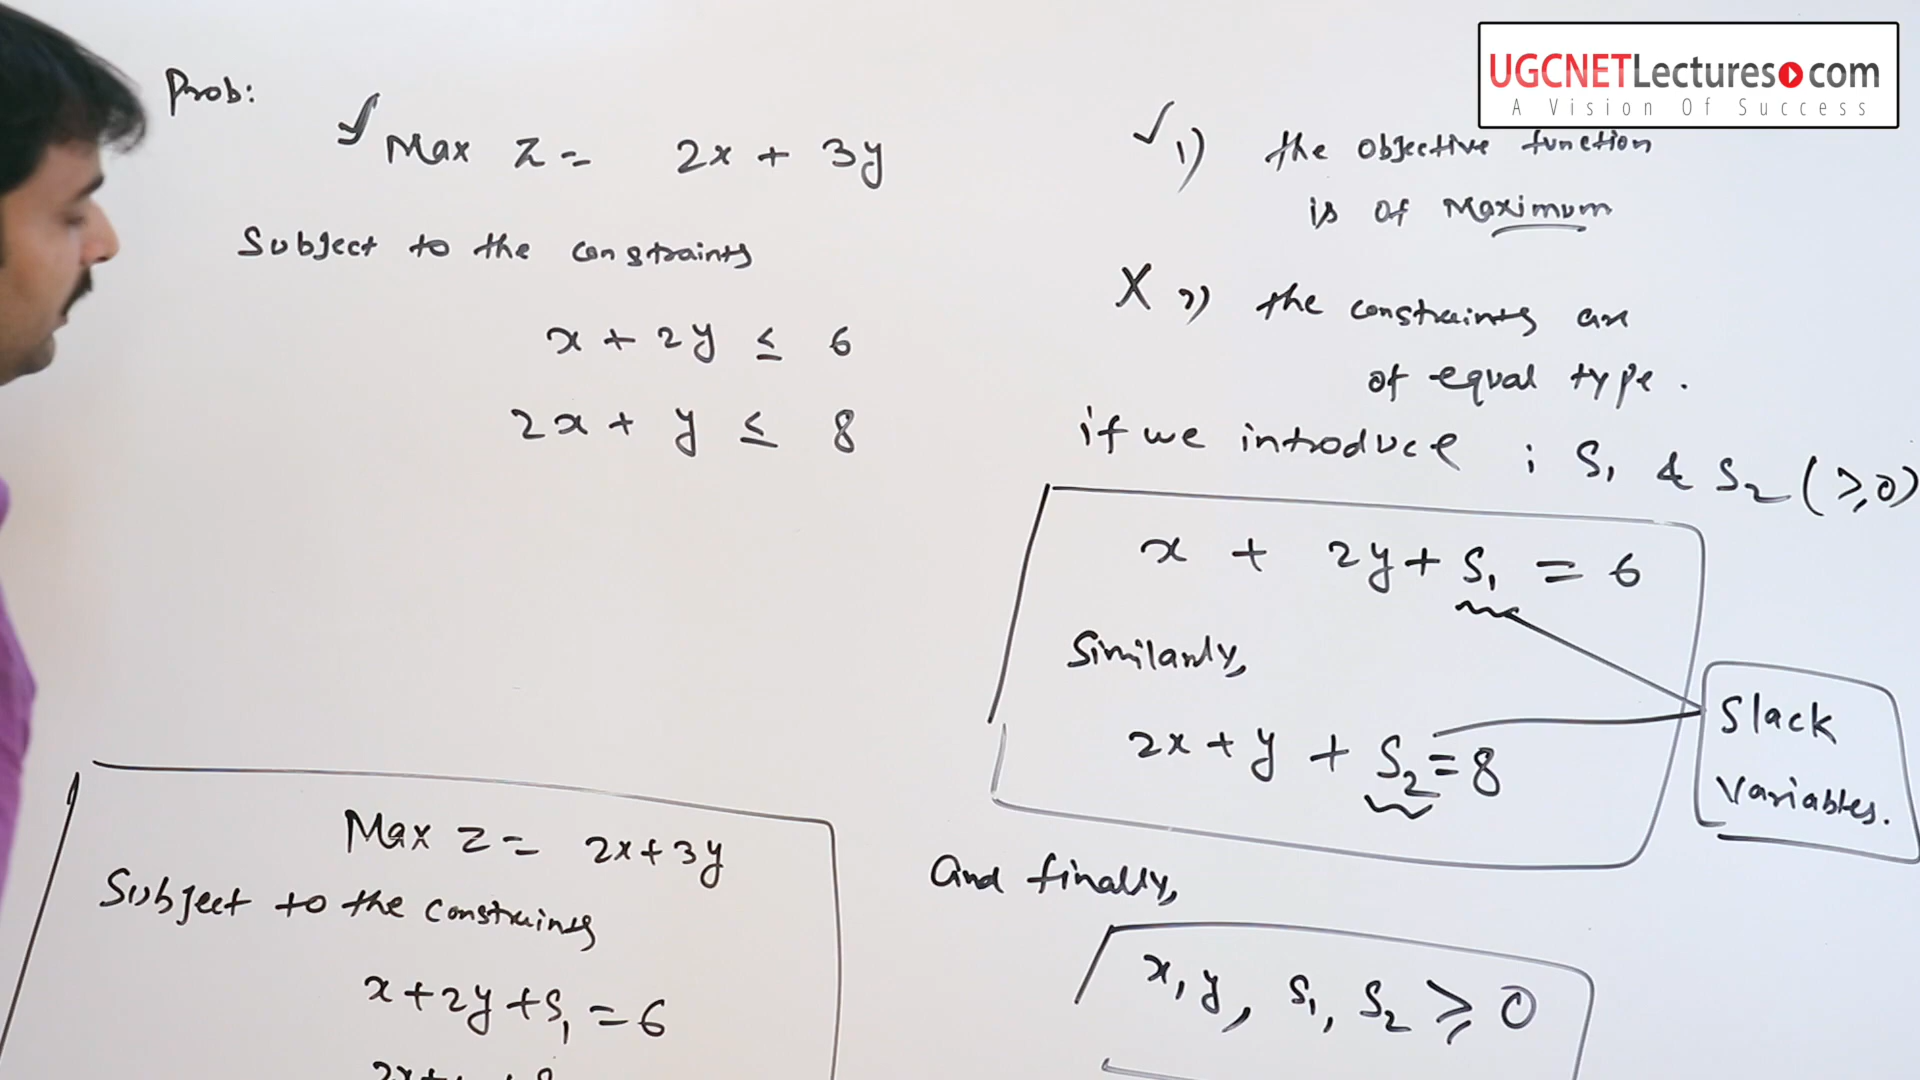 Prob:
Max Z = 2x + 3y
Subject to the constraints
x + 2y ≤ 6
2x + y ≤ 8
Max Z = 2x+3y
Subject to the constraints
x+2y+S₁ = 6
UGCNETLectures.com
A Vision Of Success
1) the objective function
is of Maximum
X 2) the constraints are
of equal type.
if we introduce ; S₁ & S₂ (≥0)
x + 2y + S₁ = 6
Similarly,
2x + y + S₂ = 8
Slack
Variables.
and finally,
x, y, S₁, S₂ ≥ 0